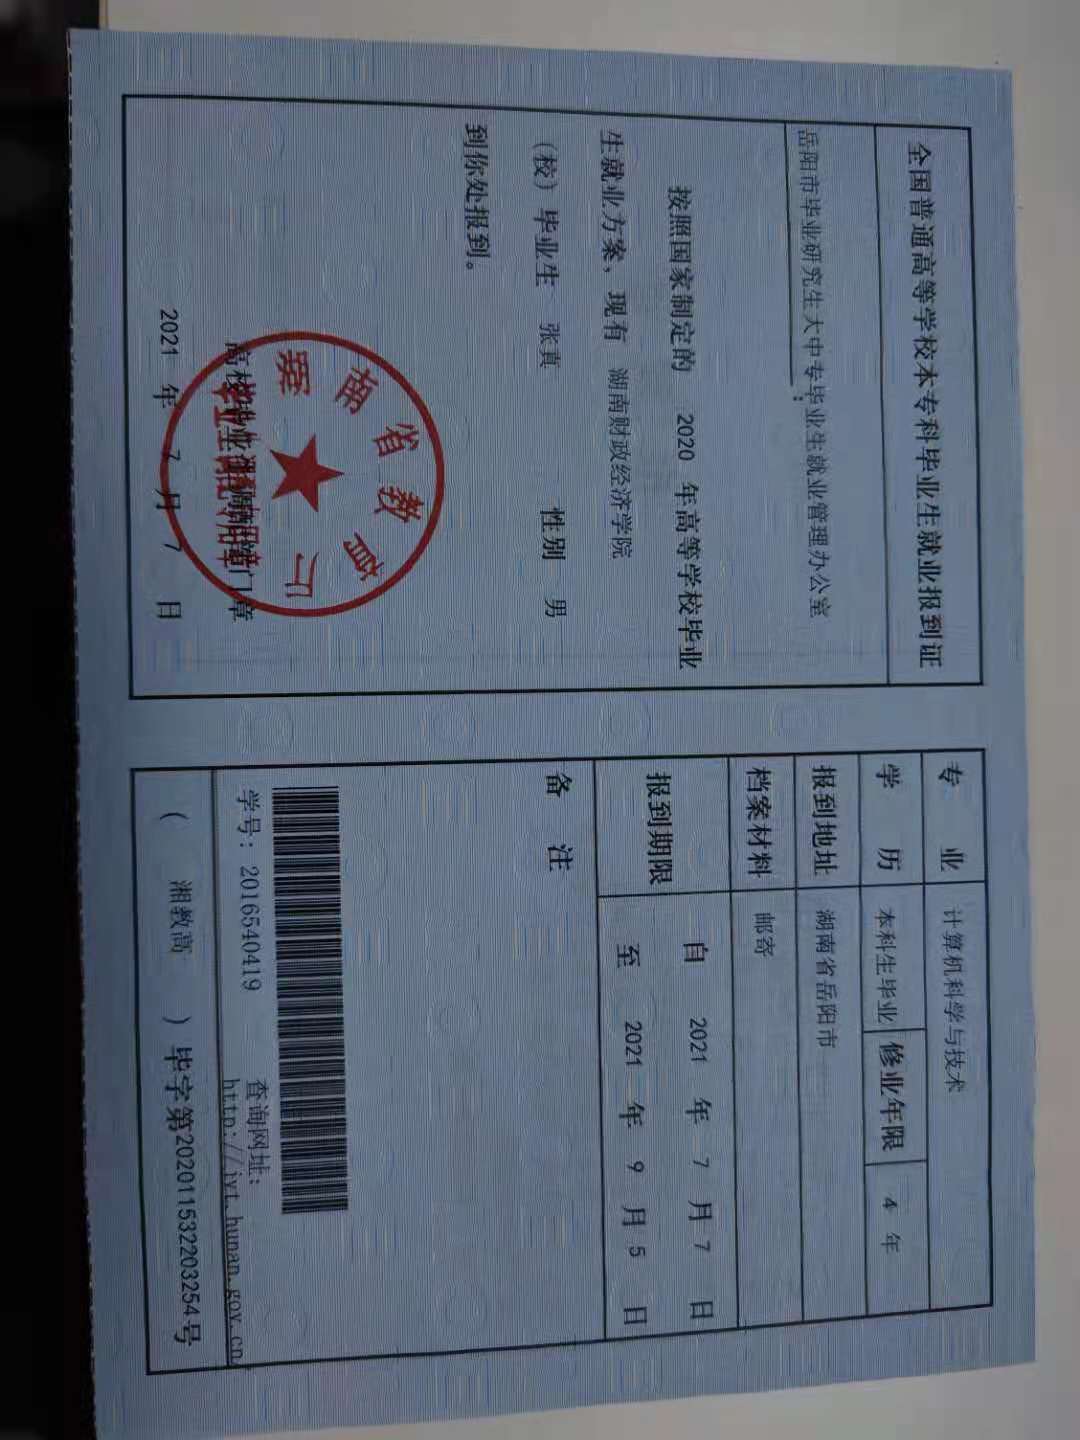 全国普通高等学校本专科毕业生就业报到证
岳阳市毕业研究生大中专毕业生就业管理办公室：
按照国家制定的 2020 年高等学校毕业
生就业方案，现有 湖南财政经济学院
（校）毕业生 张真 性别 男
到你处报到。
湖南省教育厅
高校毕业生调配部门章
2021 年 7 月 7 日
专业 计算机科学与技术
学历 本科生毕业 修业年限 4 年
报到地址 湖南省岳阳市
档案材料 邮寄
报到期限 自 2021 年 7 月 7 日
至 2021 年 9 月 5 日
备注
学号：2016540419 查询网址：
http://jyt.hunan.gov.cn/
（ 湘教高 ）毕字第202011532203254号